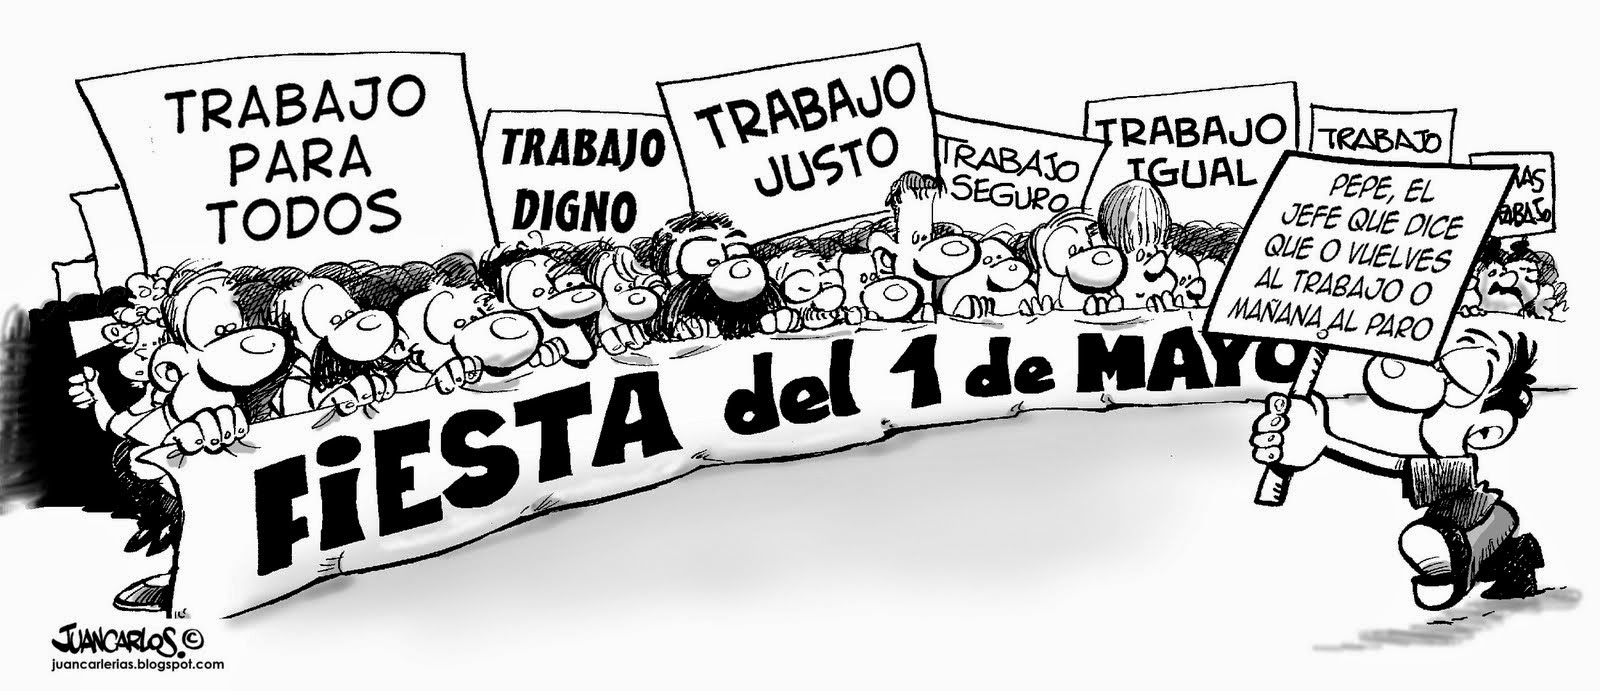 TRABAJO
PARA
TODOS
TRABAJO
DIGNO
TRABAJO
JUSTO
TRABAJO
SEGURO
TRABAJO
IGUAL
TRABAJO
PEPE, EL
JEFE QUE DICE
QUE O VUELVES
AL TRABAJO O
MAÑANA AL PARO
FiESTA del 1 de MAYO
JUANCARLOS.©
juancarlerias.blogspot.com